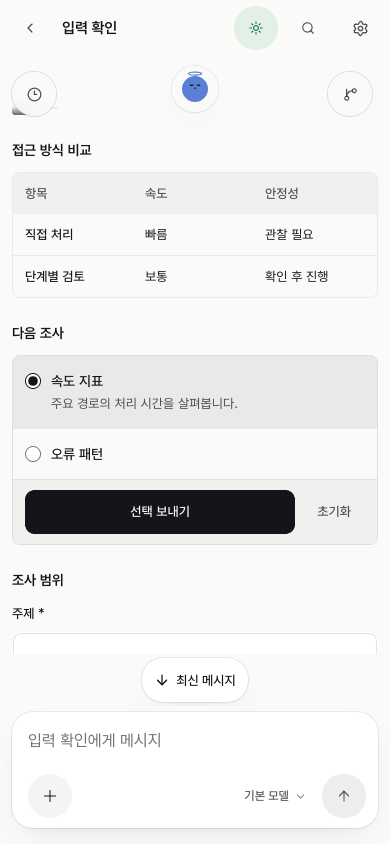 입력 확인
접근 방식 비교
항목 속도 안정성
직접 처리 빠름 관찰 필요
단계별 검토 보통 확인 후 진행
다음 조사
속도 지표
주요 경로의 처리 시간을 살펴봅니다.
오류 패턴
선택 보내기 초기화
조사 범위
주제 *
최신 메시지
입력 확인에게 메시지
기본 모델